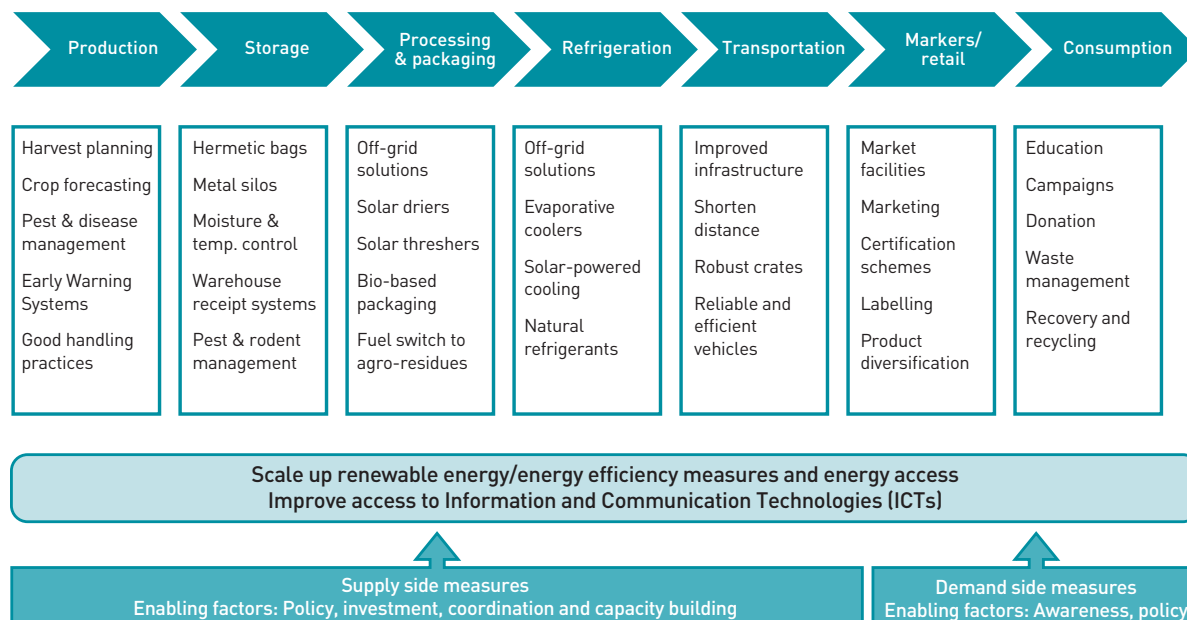 Production
Storage
Processing
& packaging
Refrigeration
Transportation
Markers/
retail
Consumption
Harvest planning
Crop forecasting
Pest & disease
management
Early Warning
Systems
Good handling
practices
Hermetic bags
Metal silos
Moisture &
temp. control
Warehouse
receipt systems
Pest & rodent
management
Off-grid
solutions
Solar driers
Solar threshers
Bio-based
packaging
Fuel switch to
agro-residues
Off-grid
solutions
Evaporative
coolers
Solar-powered
cooling
Natural
refrigerants
Improved
infrastructure
Shorten
distance
Robust crates
Reliable and
efficient
vehicles
Market
facilities
Marketing
Certification
schemes
Labelling
Product
diversification
Education
Campaigns
Donation
Waste
management
Recovery and
recycling
Scale up renewable energy/energy efficiency measures and energy access
Improve access to Information and Communication Technologies (ICTs)
Supply side measures
Enabling factors: Policy, investment, coordination and capacity building
Demand side measures
Enabling factors: Awareness, policy